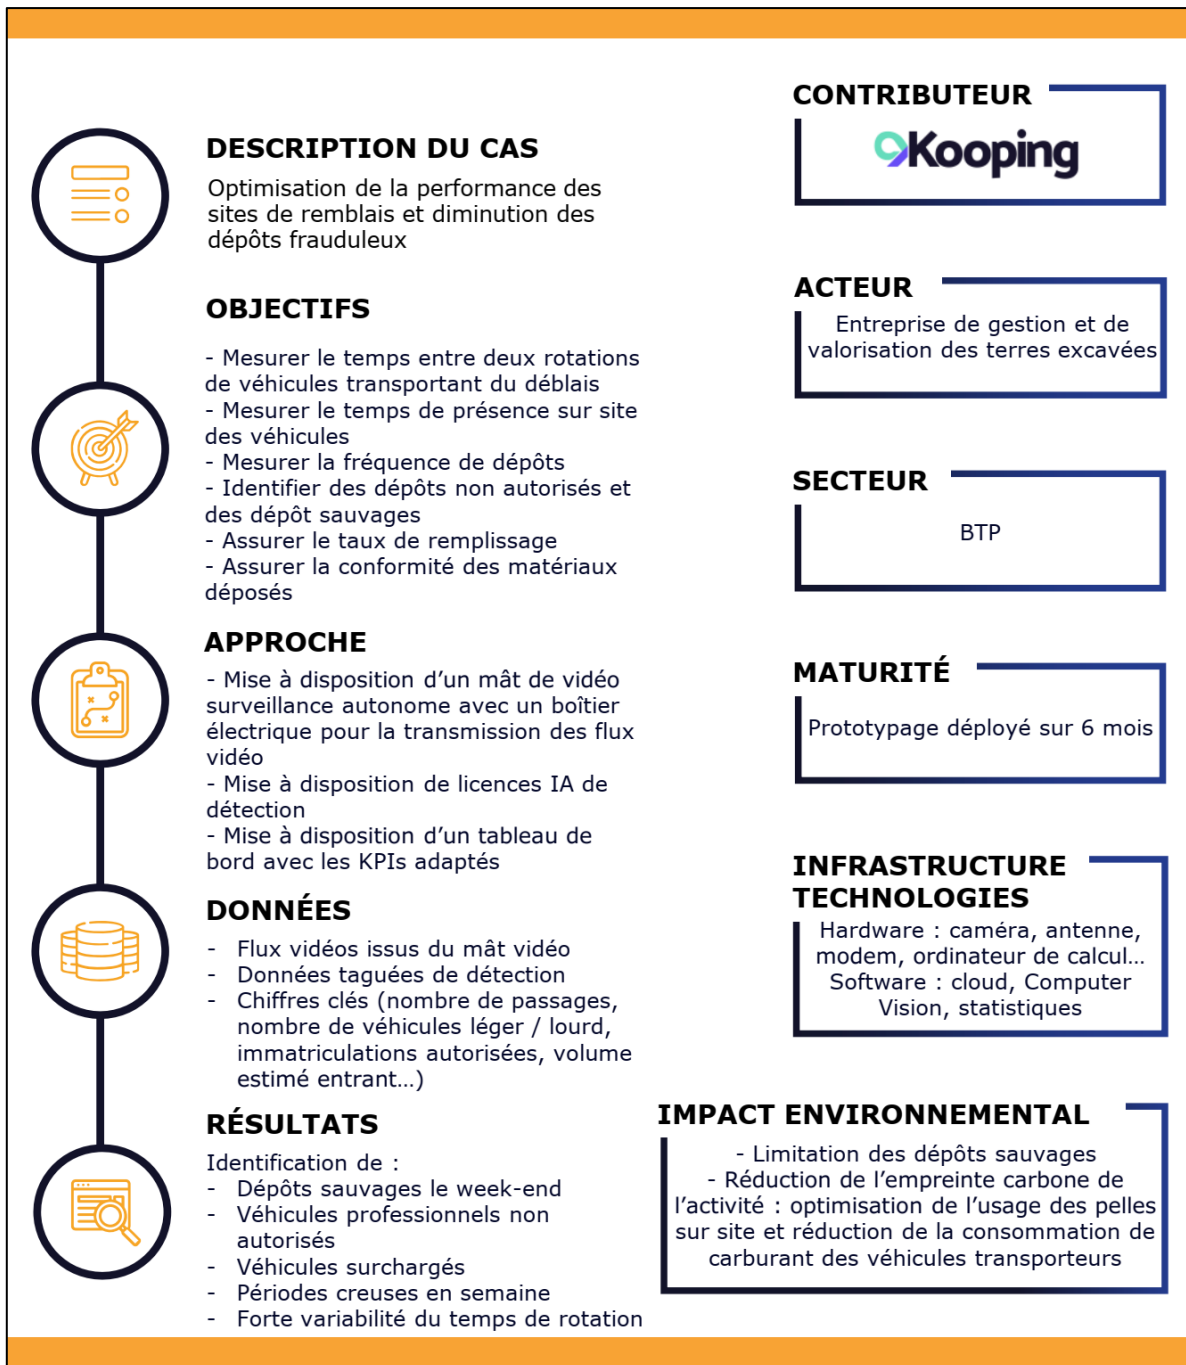 DESCRIPTION DU CAS
Optimisation de la performance des
sites de remblais et diminution des
dépôts frauduleux
OBJECTIFS
- Mesurer le temps entre deux rotations
de véhicules transportant du déblais
- Mesurer le temps de présence sur site
des véhicules
- Mesurer la fréquence de dépôts
- Identifier des dépôts non autorisés et
des dépôt sauvages
- Assurer le taux de remplissage
- Assurer la conformité des matériaux
déposés
APPROCHE
- Mise à disposition d’un mât de vidéo
surveillance autonome avec un boîtier
électrique pour la transmission des flux
vidéo
- Mise à disposition de licences IA de
détection
- Mise à disposition d’un tableau de
bord avec les KPIs adaptés
DONNÉES
- Flux vidéos issus du mât vidéo
- Données taguées de détection
- Chiffres clés (nombre de passages,
nombre de véhicules léger / lourd,
immatriculations autorisées, volume
estimé entrant…)
RÉSULTATS
Identification de :
- Dépôts sauvages le week-end
- Véhicules professionnels non
autorisés
- Véhicules surchargés
- Périodes creuses en semaine
- Forte variabilité du temps de rotation
CONTRIBUTEUR
Kooping
ACTEUR
Entreprise de gestion et de
valorisation des terres excavées
SECTEUR
BTP
MATURITÉ
Prototypage déployé sur 6 mois
INFRASTRUCTURE
TECHNOLOGIES
Hardware : caméra, antenne,
modem, ordinateur de calcul…
Software : cloud, Computer
Vision, statistiques
IMPACT ENVIRONNEMENTAL
- Limitation des dépôts sauvages
- Réduction de l’empreinte carbone de
l’activité : optimisation de l’usage des pelles
sur site et réduction de la consommation de
carburant des véhicules transporteurs